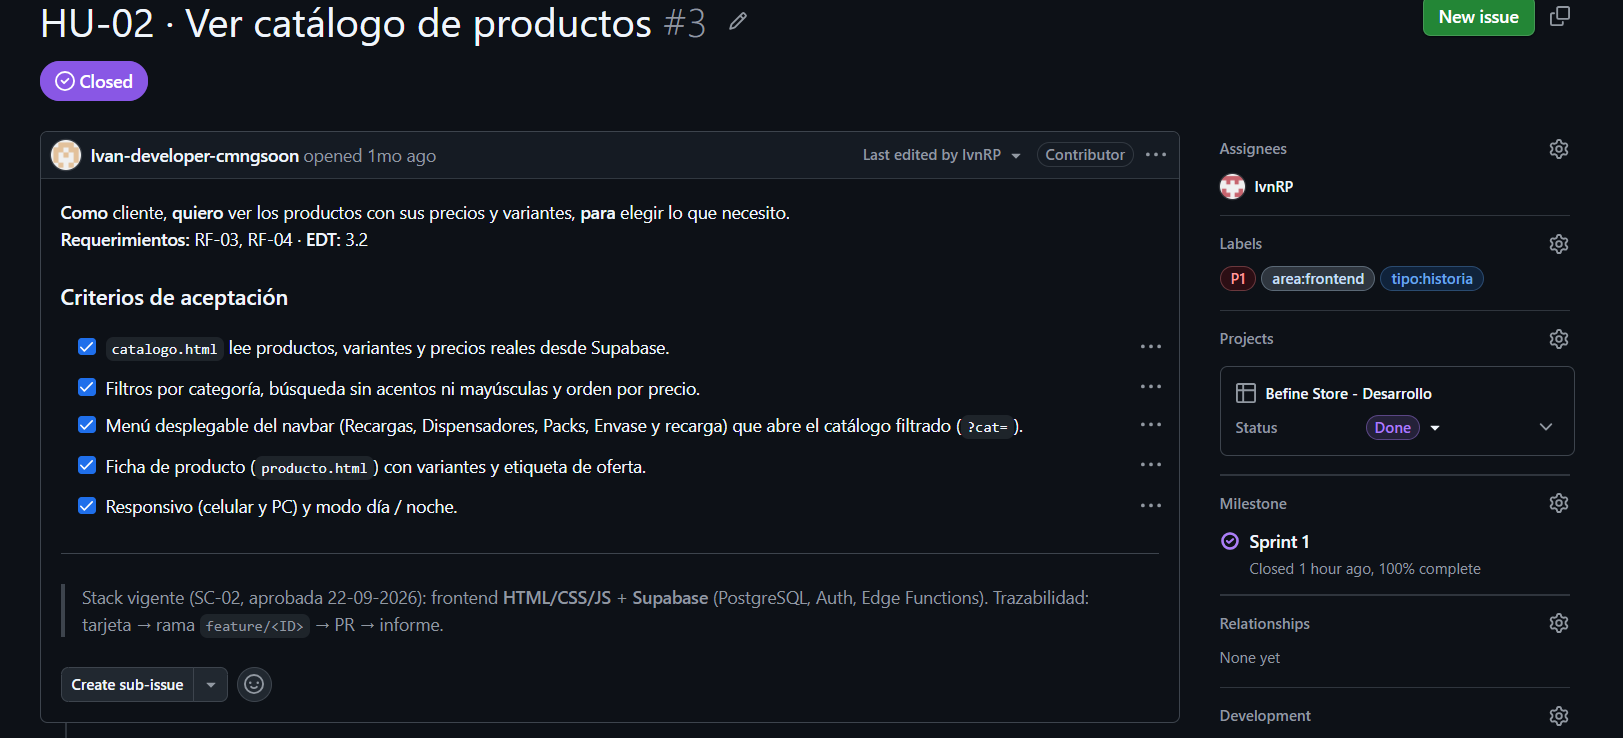 HU-02 · Ver catálogo de productos #3
New issue
Closed
Ivan-developer-cmngsoon opened 1mo ago
Last edited by IvnRP
Contributor
Como cliente, quiero ver los productos con sus precios y variantes, para elegir lo que necesito.
Requerimientos: RF-03, RF-04 · EDT: 3.2
Criterios de aceptación
catalogo.html lee productos, variantes y precios reales desde Supabase.
Filtros por categoría, búsqueda sin acentos ni mayúsculas y orden por precio.
Menú desplegable del navbar (Recargas, Dispensadores, Packs, Envase y recarga) que abre el catálogo filtrado ( ?cat= ).
Ficha de producto ( producto.html ) con variantes y etiqueta de oferta.
Responsivo (celular y PC) y modo día / noche.
Stack vigente (SC-02, aprobada 22-09-2026): frontend HTML/CSS/JS + Supabase (PostgreSQL, Auth, Edge Functions). Trazabilidad:
tarjeta → rama feature/<ID> → PR → informe.
Create sub-issue
Assignees
IvnRP
Labels
P1 area:frontend tipo:historia
Projects
Befine Store - Desarrollo
Status Done
Milestone
Sprint 1
Closed 1 hour ago, 100% complete
Relationships
None yet
Development